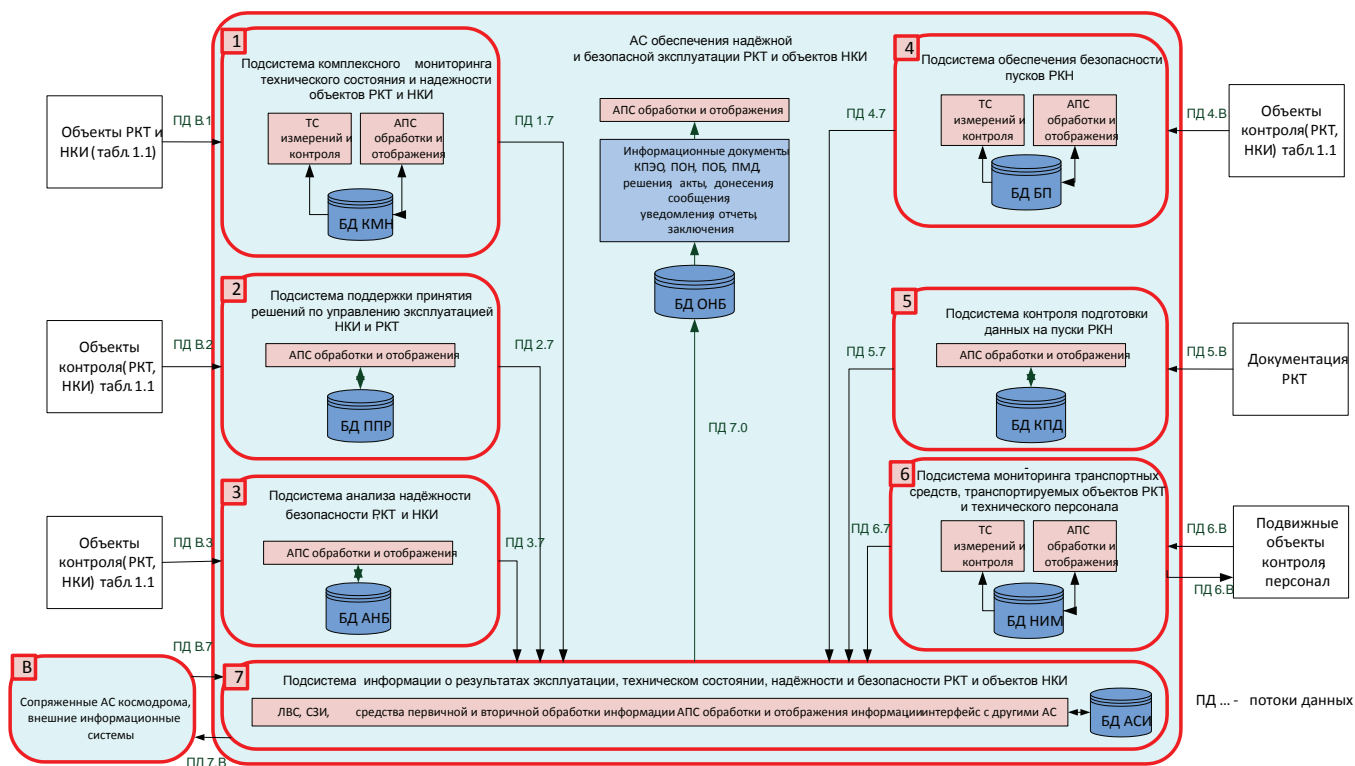 АС обеспечения надёжной
и безопасной эксплуатации РКТ и объектов НКИ
1
Подсистема комплексного мониторинга
технического состояния и надежности
объектов РКТ и НКИ
ТС
измерений и
контроля
АПС
обработки и
отображения
БД КМН
Объекты РКТ и
НКИ (табл. 1.1)
ПД В.1
ПД 1.7
АПС обработки и отображения
Информационные документы
КПЭО, ПОН, ПОБ, ПМД,
решения, акты, донесения,
сообщения,
уведомления, отчеты,
заключения
БД ОНБ
ПД 7.0
4
Подсистема обеспечения безопасности
пусков РКН
ТС
измерений и
контроля
АПС
обработки и
отображения
БД БП
ПД 4.7
ПД 4.В
Объекты
контроля(РКТ,
НКИ) табл.1.1
2
Подсистема поддержки принятия
решений по управлению эксплуатацией
НКИ и РКТ
АПС обработки и отображения
БД ППР
Объекты
контроля(РКТ,
НКИ) табл.1.1
ПД В.2
ПД 2.7
5
Подсистема контроля подготовки
данных на пуски РКН
АПС обработки и отображения
БД КПД
ПД 5.7
ПД 5.В
Документация
РКТ
3
Подсистема анализа надёжности
безопасности РКТ и НКИ
АПС обработки и отображения
БД АНБ
Объекты
контроля(РКТ,
НКИ) табл.1.1
ПД В.3
ПД 3.7
6
Подсистема мониторинга транспортных
средств, транспортируемых объектов РКТ
и технического персонала
ТС
измерений и
контроля
АПС
обработки и
отображения
БД НИМ
ПД 6.7
ПД 6.В
ПД 6.В
Подвижные
объекты
контроля,
персонал
В
Сопряженные АС космодрома,
внешние информационные
системы
ПД В.7
ПД 7.В
7
Подсистема информации о результатах эксплуатации, техническом состоянии, надёжности и безопасности РКТ и объектов НКИ
ЛВС, СЗИ, средства первичной и вторичной обработки информации АПС обработки и отображения информации интерфейс с другими АС
БД АСИ
ПД ... - потоки данных